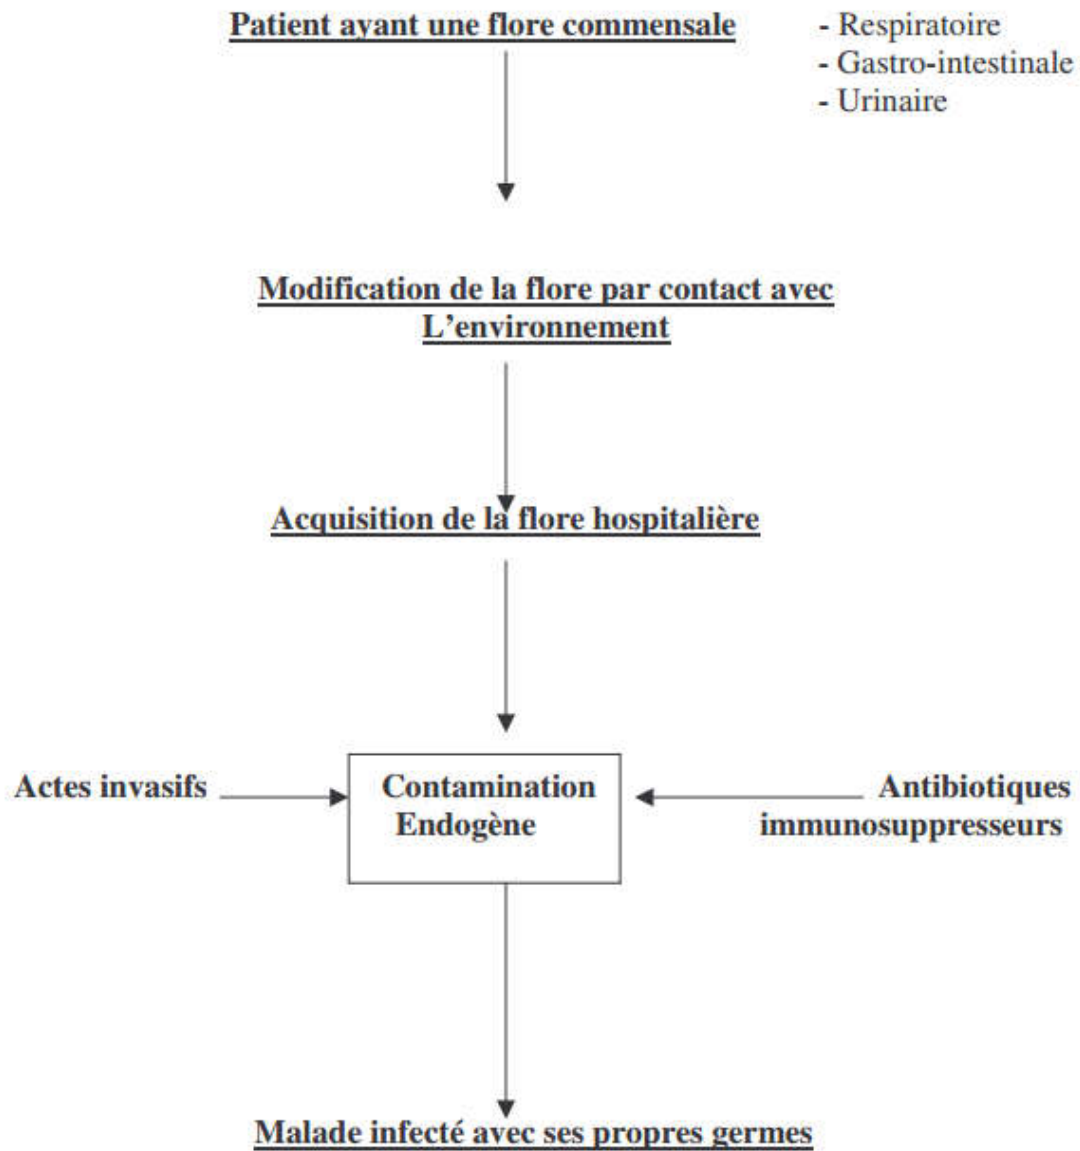 Patient ayant une flore commensale
- Respiratoire
- Gastro-intestinale
- Urinaire
Modification de la flore par contact avec
L’environnement
Acquisition de la flore hospitalière
Actes invasifs
Contamination
Endogène
Antibiotiques
immunosuppresseurs
Malade infecté avec ses propres germes